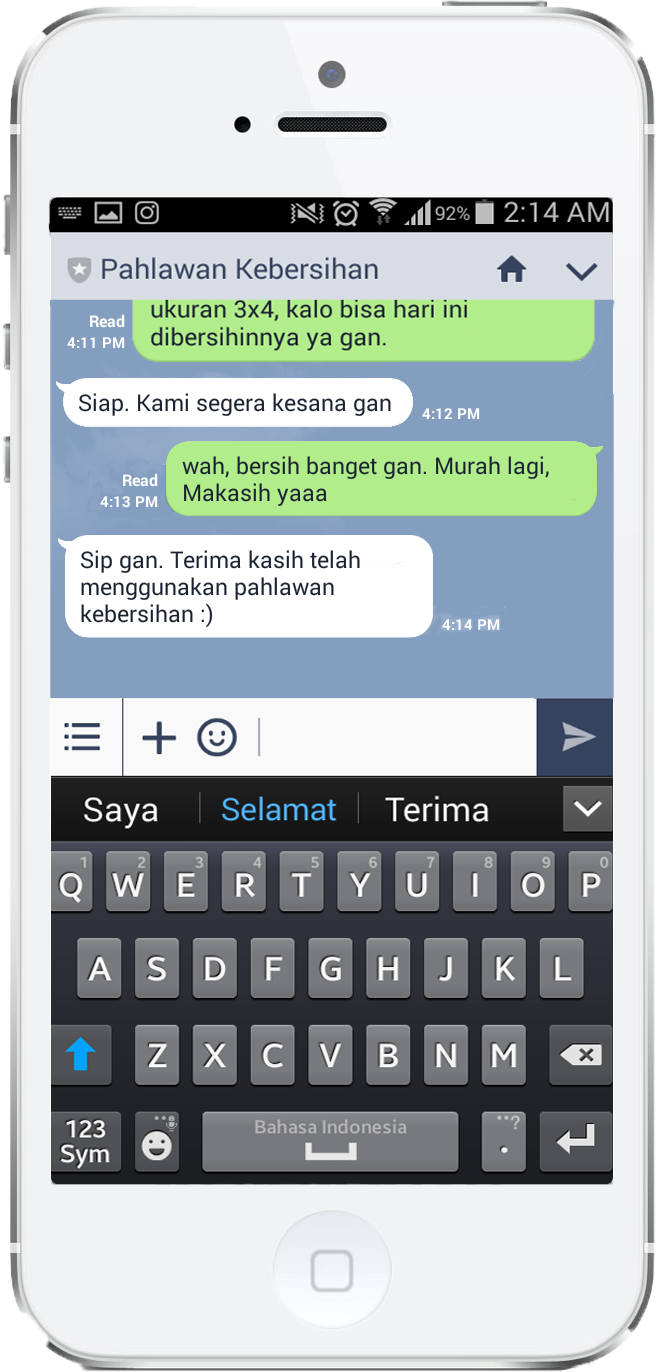 92% 2:14 AM
Pahlawan Kebersihan
ukuran 3x4, kalo bisa hari ini
dibersihinnya ya gan.
Read
4:11 PM
Siap. Kami segera kesana gan
4:12 PM
wah, bersih banget gan. Murah lagi,
Makasih yaaa
Read
4:13 PM
Sip gan. Terima kasih telah
menggunakan pahlawan
kebersihan :)
4:14 PM
Saya Selamat Terima
1 2 3 4 5 6 7 8 9 0
Q W E R T Y U I O P
A S D F G H J K L
Z X C V B N M
123
Sym
Bahasa Indonesia
. ?